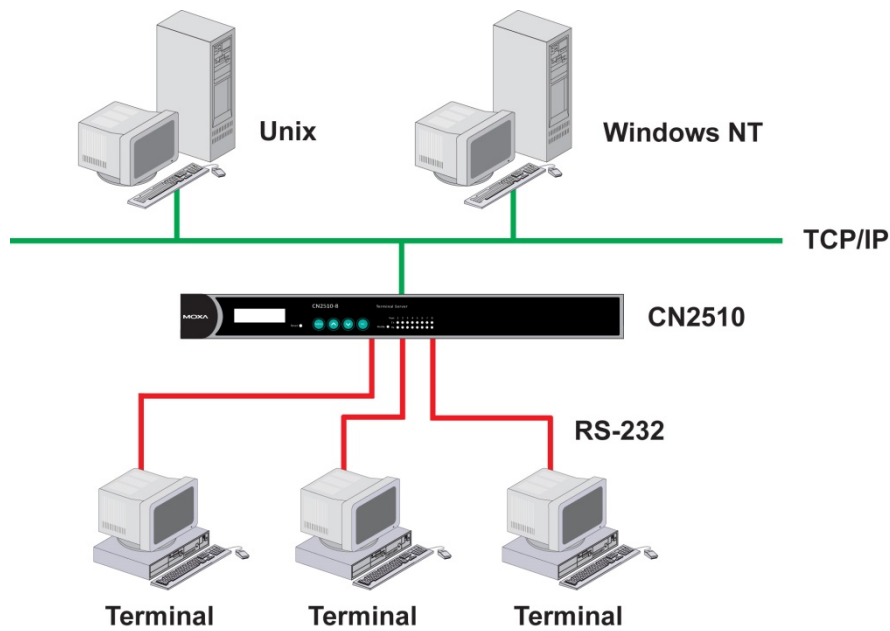 Unix
Windows NT
TCP/IP
MOXA
CN2510-8
Terminal Server
CN2510
RS-232
Terminal
Terminal
Terminal